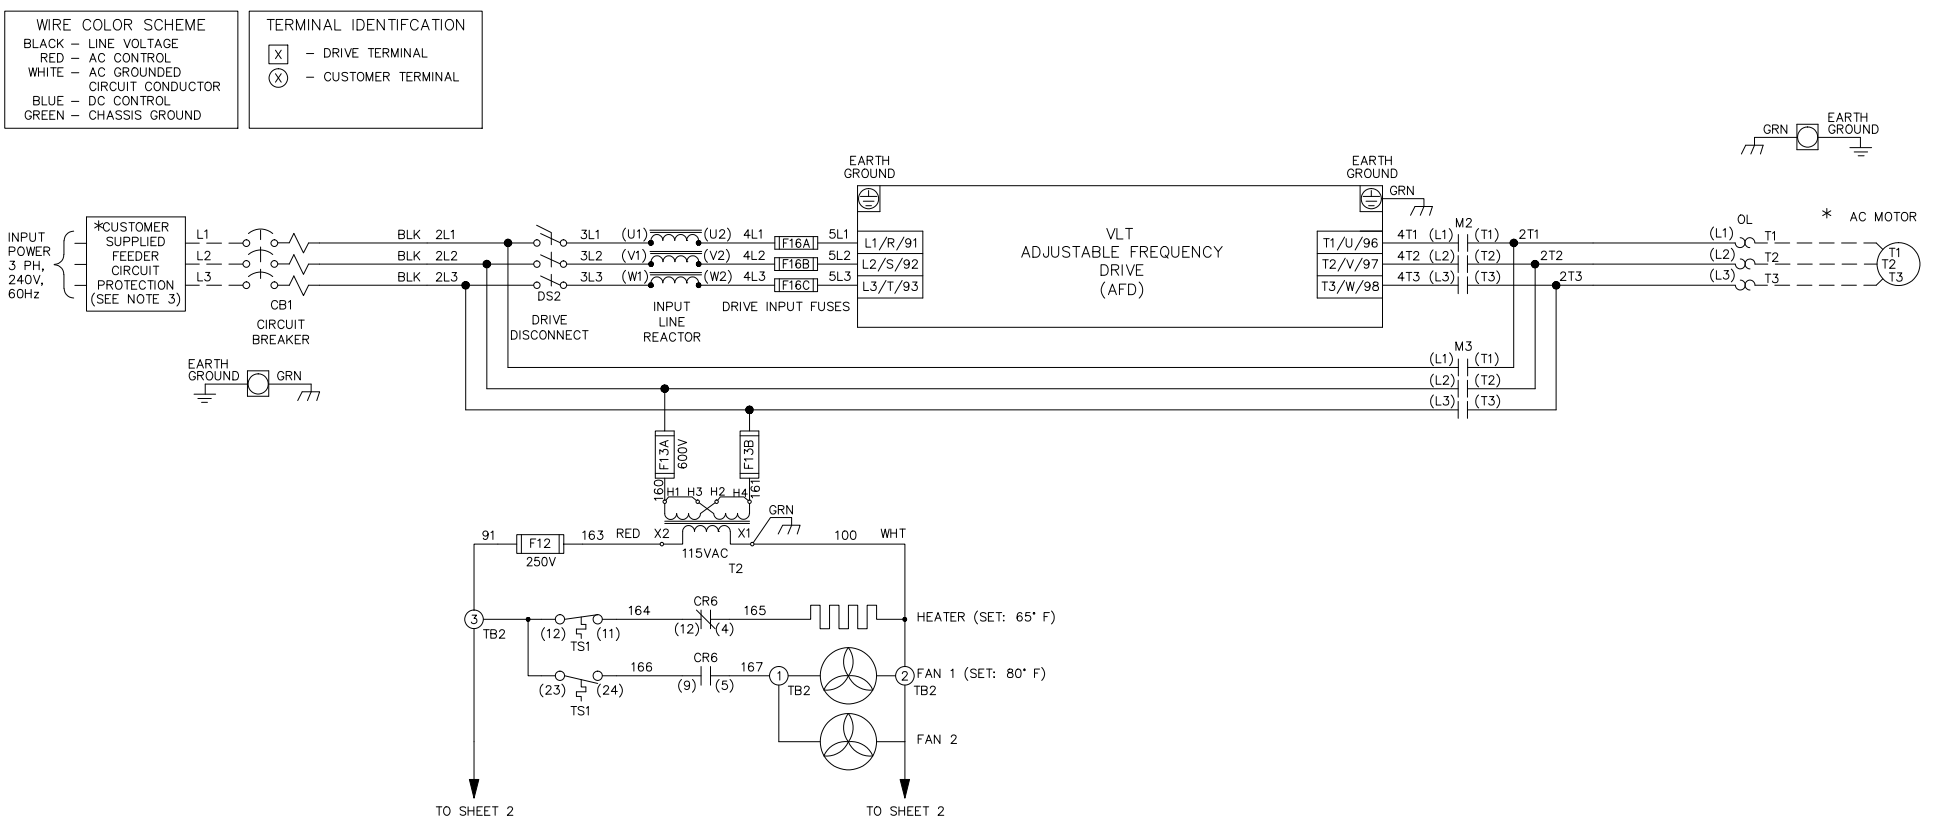 WIRE COLOR SCHEME
BLACK – LINE VOLTAGE
RED – AC CONTROL
WHITE – AC GROUNDED
CIRCUIT CONDUCTOR
BLUE – DC CONTROL
GREEN – CHASSIS GROUND
TERMINAL IDENTIFCATION
X – DRIVE TERMINAL
X – CUSTOMER TERMINAL
GRN
EARTH
GROUND
INPUT
POWER
3 PH,
240V,
60Hz
*CUSTOMER
SUPPLIED
FEEDER
CIRCUIT
PROTECTION
(SEE NOTE 3)
L1
L2
L3
CB1
CIRCUIT
BREAKER
EARTH
GROUND
GRN
BLK 2L1
BLK 2L2
BLK 2L3
DS2
DRIVE
DISCONNECT
3L1 (U1) (U2) 4L1 F16A 5L1
3L2 (V1) (V2) 4L2 F16B 5L2
3L3 (W1) (W2) 4L3 F16C 5L3
INPUT
LINE
REACTOR
DRIVE INPUT FUSES
EARTH
GROUND
L1/R/91
L2/S/92
L3/T/93
VLT
ADJUSTABLE FREQUENCY
DRIVE
(AFD)
EARTH
GROUND
GRN
T1/U/96
T2/V/97
T3/W/98
M2
4T1 (L1) (T1) 2T1
4T2 (L2) (T2) 2T2
4T3 (L3) (T3) 2T3
OL
(L1) T1
(L2) T2
(L3) T3
* AC MOTOR
T1
T2
T3
M3
(L1) (T1)
(L2) (T2)
(L3) (T3)
F13A
600V
F13B
160
161
H1 H3 H2 H4
GRN
91
F12
250V
163 RED X2
X1
115VAC
T2
100 WHT
3
TB2
(12) (11)
TS1
164
CR6
(12) (4)
165
HEATER (SET: 65° F)
(23) (24)
TS1
166
CR6
(9) (5)
167
1
TB2
2
TB2
FAN 1 (SET: 80° F)
FAN 2
TO SHEET 2
TO SHEET 2